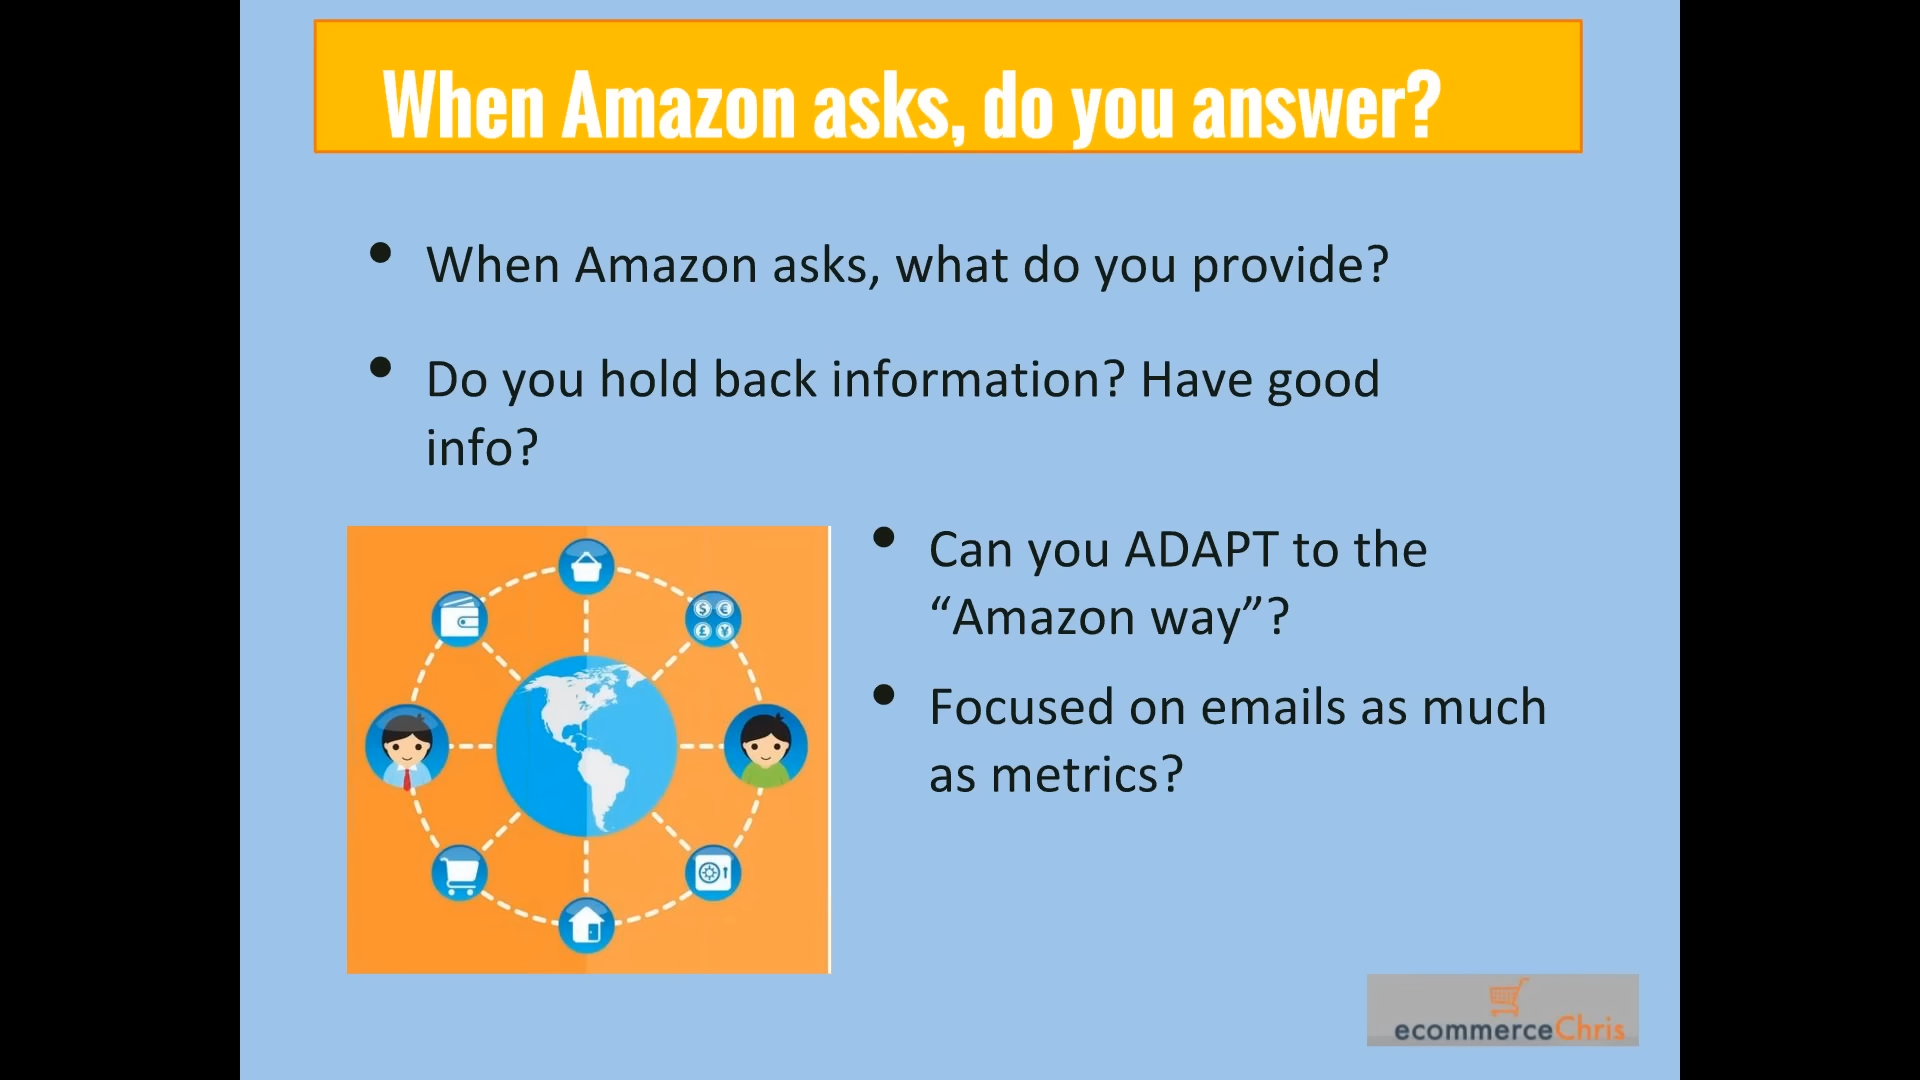 When Amazon asks, do you answer?
• When Amazon asks, what do you provide?
• Do you hold back information? Have good
info?
• Can you ADAPT to the
“Amazon way”?
• Focused on emails as much
as metrics?
$ €
£ ¥
ecommerceChris